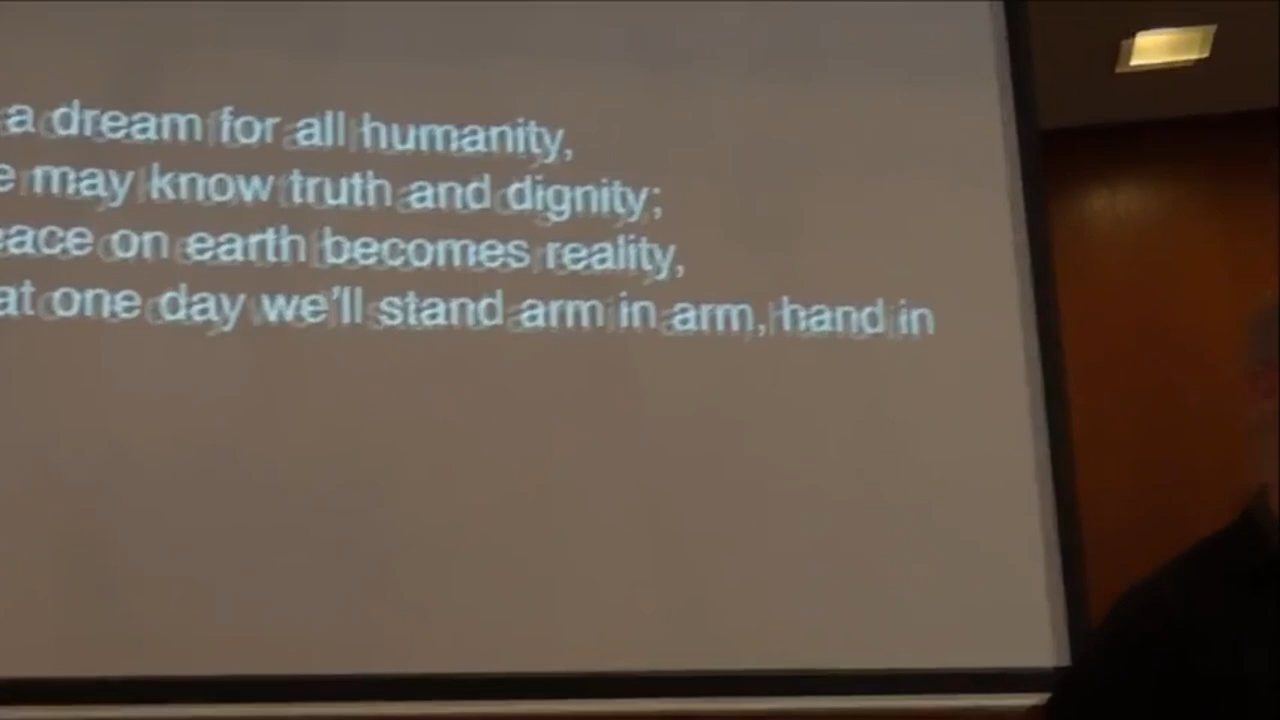 a dream for all humanity,
may know truth and dignity;
on earth becomes reality,
one day we'll stand arm in arm, hand in